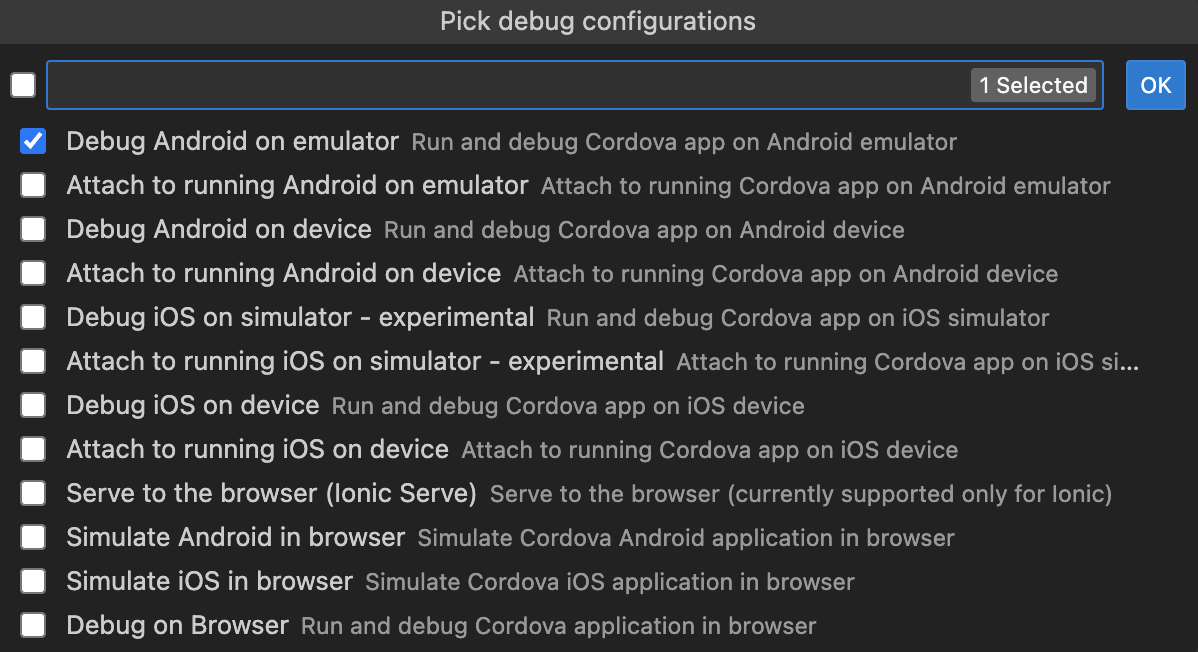 Pick debug configurations
1 Selected OK
Debug Android on emulator Run and debug Cordova app on Android emulator
Attach to running Android on emulator Attach to running Cordova app on Android emulator
Debug Android on device Run and debug Cordova app on Android device
Attach to running Android on device Attach to running Cordova app on Android device
Debug iOS on simulator - experimental Run and debug Cordova app on iOS simulator
Attach to running iOS on simulator - experimental Attach to running Cordova app on iOS si...
Debug iOS on device Run and debug Cordova app on iOS device
Attach to running iOS on device Attach to running Cordova app on iOS device
Serve to the browser (Ionic Serve) Serve to the browser (currently supported only for Ionic)
Simulate Android in browser Simulate Cordova Android application in browser
Simulate iOS in browser Simulate Cordova iOS application in browser
Debug on Browser Run and debug Cordova application in browser